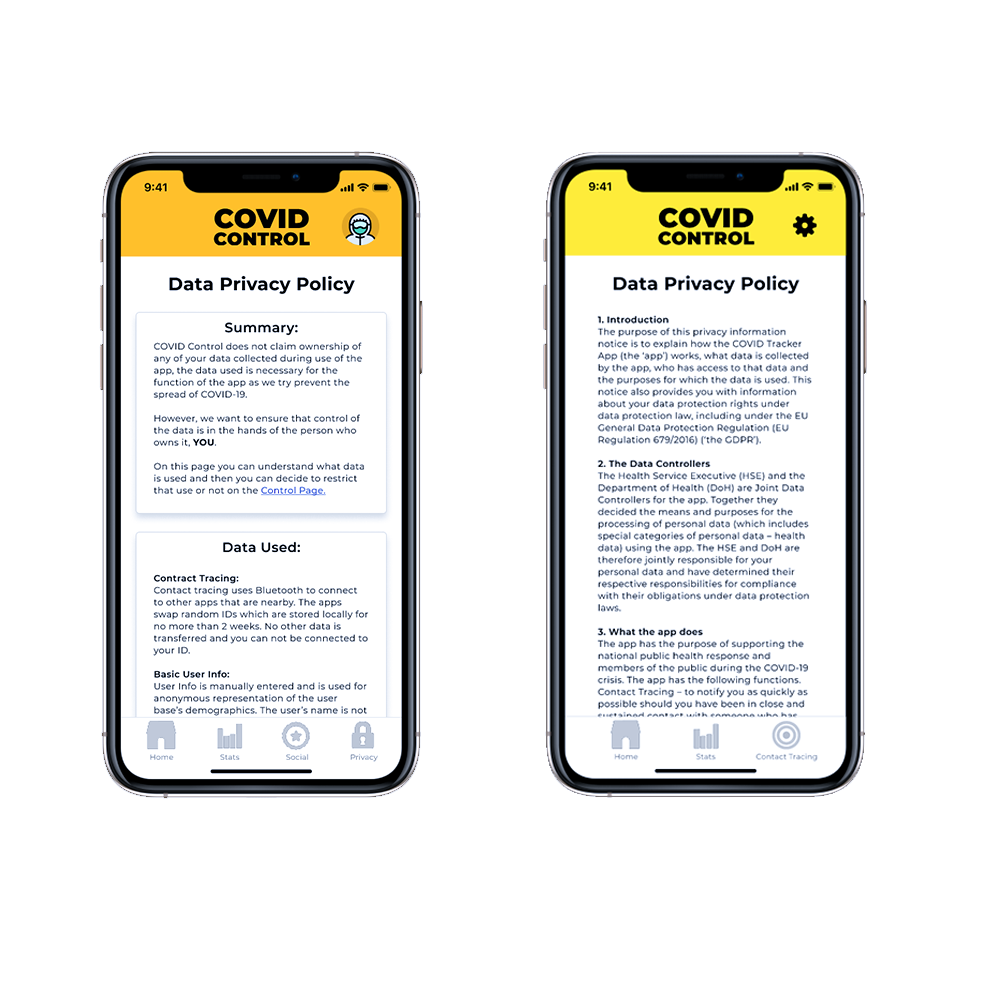 9:41
COVID
CONTROL
Data Privacy Policy
Summary:
COVID Control does not claim ownership of
any of your data collected during use of the
app, the data used is necessary for the
function of the app as we try prevent the
spread of COVID-19.
However, we want to ensure that control of
the data is in the hands of the person who
owns it, YOU.
On this page you can understand what data
is used and then you can decide to restrict
that use or not on the Control Page.
Data Used:
Contract Tracing:
Contact tracing uses Bluetooth to connect
to other apps that are nearby. The apps
swap random IDs which are stored locally for
no more than 2 weeks. No other data is
transferred and you can not be connected to
your ID.
Basic User Info:
User Info is manually entered and is used for
anonymous representation of the user
base's demographics. The user's name is not
Home
Stats
Social
Privacy
9:41
COVID
CONTROL
Data Privacy Policy
1. Introduction
The purpose of this privacy information
notice is to explain how the COVID Tracker
App (the 'app') works, what data is collected
by the app, who has access to that data and
the purposes for which the data is used. This
notice also provides you with information
about your data protection rights under
data protection law, including under the EU
General Data Protection Regulation (EU
Regulation 679/2016) ('the GDPR').
2. The Data Controllers
The Health Service Executive (HSE) and the
Department of Health (DoH) are Joint Data
Controllers for the app. Together they
decided the means and purposes for the
processing of personal data (which includes
special categories of personal data – health
data) using the app. The HSE and DoH are
therefore jointly responsible for your
personal data and have determined their
respective responsibilities for compliance
with their obligations under data protection
laws.
3. What the app does
The app has the purpose of supporting the
national public health response and
members of the public during the COVID-19
crisis. The app has the following functions.
Contact Tracing – to notify you as quickly as
possible should you have been in close and
sustained contact with someone who has
Home
Stats
Contact Tracing